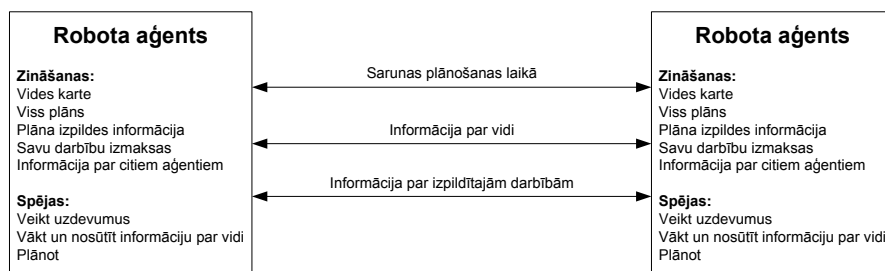 Robota aģents
Zināšanas:
Vides karte
Viss plāns
Plāna izpildes informācija
Savu darbību izmaksas
Informācija par citiem aģentiem
Spējas:
Veikt uzdevumus
Vākt un nosūtīt informāciju par vidi
Plānot
Sarunas plānošanas laikā
Informācija par vidi
Informācija par izpildītajām darbībām
Robota aģents
Zināšanas:
Vides karte
Viss plāns
Plāna izpildes informācija
Savu darbību izmaksas
Informācija par citiem aģentiem
Spējas:
Veikt uzdevumus
Vākt un nosūtīt informāciju par vidi
Plānot